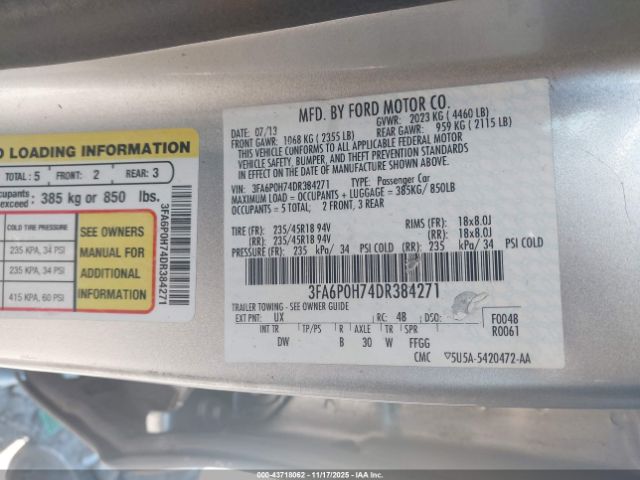 D LOADING INFORMATION
TOTAL: 5 FRONT: 2 REAR: 3
exceed: 385 kg or 850 lbs.
COLD TIRE PRESSURE
235 KPA, 34 PSI
235 KPA, 34 PSI
415 KPA, 60 PSI
SEE OWNERS
MANUAL FOR
ADDITIONAL
INFORMATION
3FA6P0H74DR384271
MFD. BY FORD MOTOR CO.
DATE: 07/13 GVWR: 2023 KG ( 4460 LB)
FRONT GAWR: 1068 KG ( 2355 LB) REAR GAWR: 959 KG ( 2115 LB)
THIS VEHICLE CONFORMS TO ALL APPLICABLE FEDERAL MOTOR
VEHICLE SAFETY, BUMPER, AND THEFT PREVENTION STANDARDS
IN EFFECT ON THE DATE OF MANUFACTURE SHOWN ABOVE.
VIN: 3FA6P0H74DR384271 TYPE: Passenger Car
MAXIMUM LOAD = OCCUPANTS + LUGGAGE = 385KG/ 850LB
OCCUPANTS = 5 TOTAL; 2 FRONT, 3 REAR
TIRE (FR): 235/45R18 94V RIMS (FR): 18x8.0J
(RR): 235/45R18 94V (RR): 18x8.0J
PRESSURE (FR): 235 kPa/ 34 PSI COLD (RR): 235 kPa/ 34 PSI COLD
3FA6P0H74DR384271
TRAILER TOWING - SEE OWNER GUIDE
EXT PNT: UX RC: 48 DSO: F0048
INT TR TP/PS R AXLE TR SPR R0061
DW B 30 W FFGG
CMC 5U5A-5420472-AA
000-43718062 - 11/17/2025 - IAAI.COM